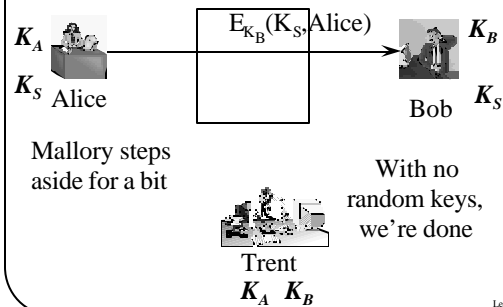 K_A
E_{K_B}(K_S,Alice)
K_B
K_S Alice
Bob K_S
Mallory steps
aside for a bit
With no
random keys,
we're done
Trent
K_A K_B
Le